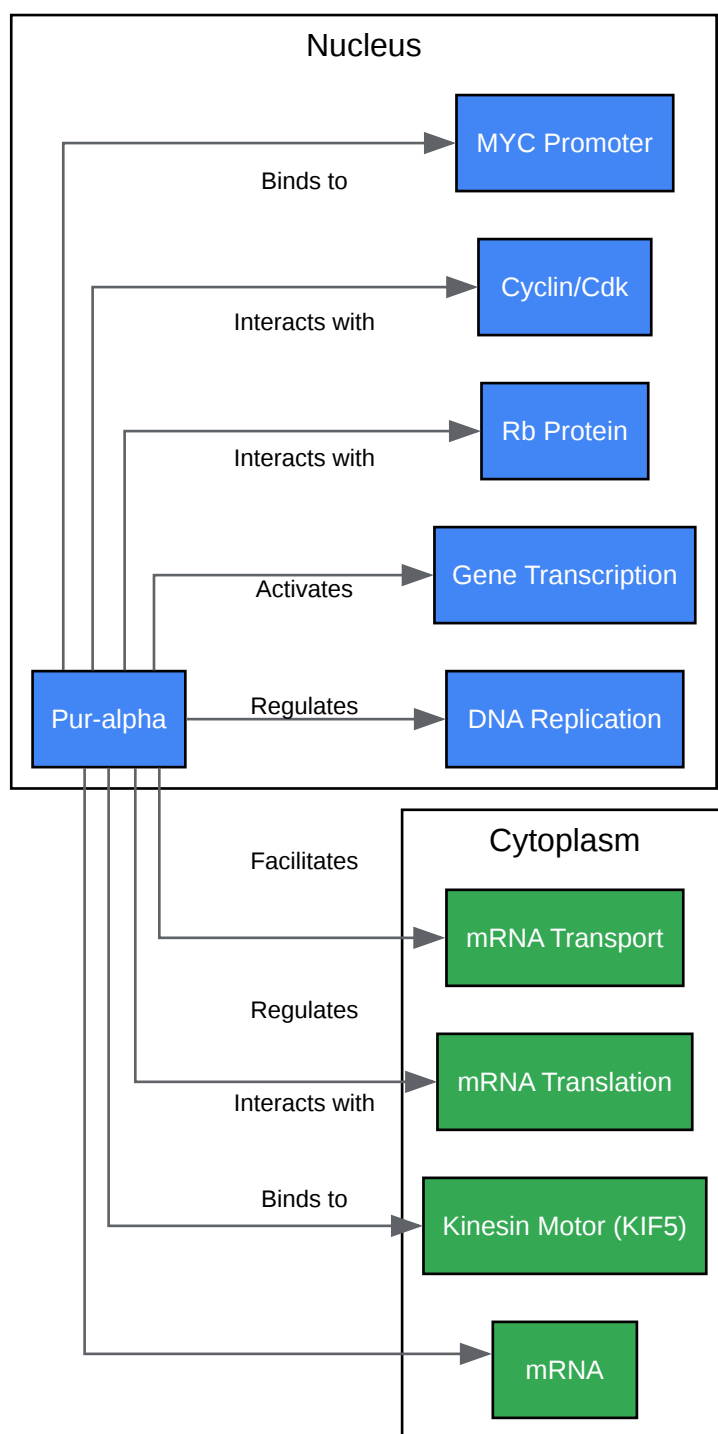 Nucleus
MYC Promoter
Binds to
Cyclin/Cdk
Interacts with
Rb Protein
Interacts with
Gene Transcription
Activates
Regulates
Pur-alpha
DNA Replication
Cytoplasm
Facilitates
mRNA Transport
Regulates
mRNA Translation
Interacts with
Binds to
Kinesin Motor (KIF5)
mRNA